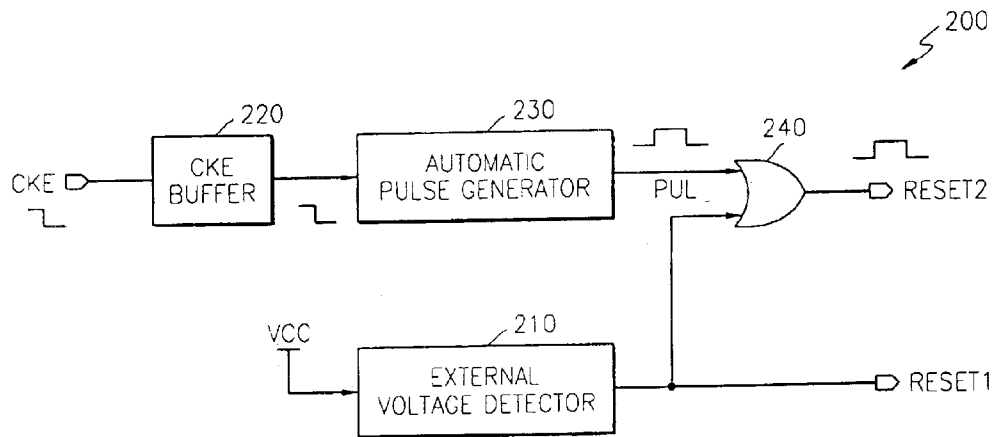 200
220
230
240
CKE
CKE
BUFFER
AUTOMATIC
PULSE GENERATOR
PUL
RESET2
VCC
210
EXTERNAL
VOLTAGE DETECTOR
RESET1